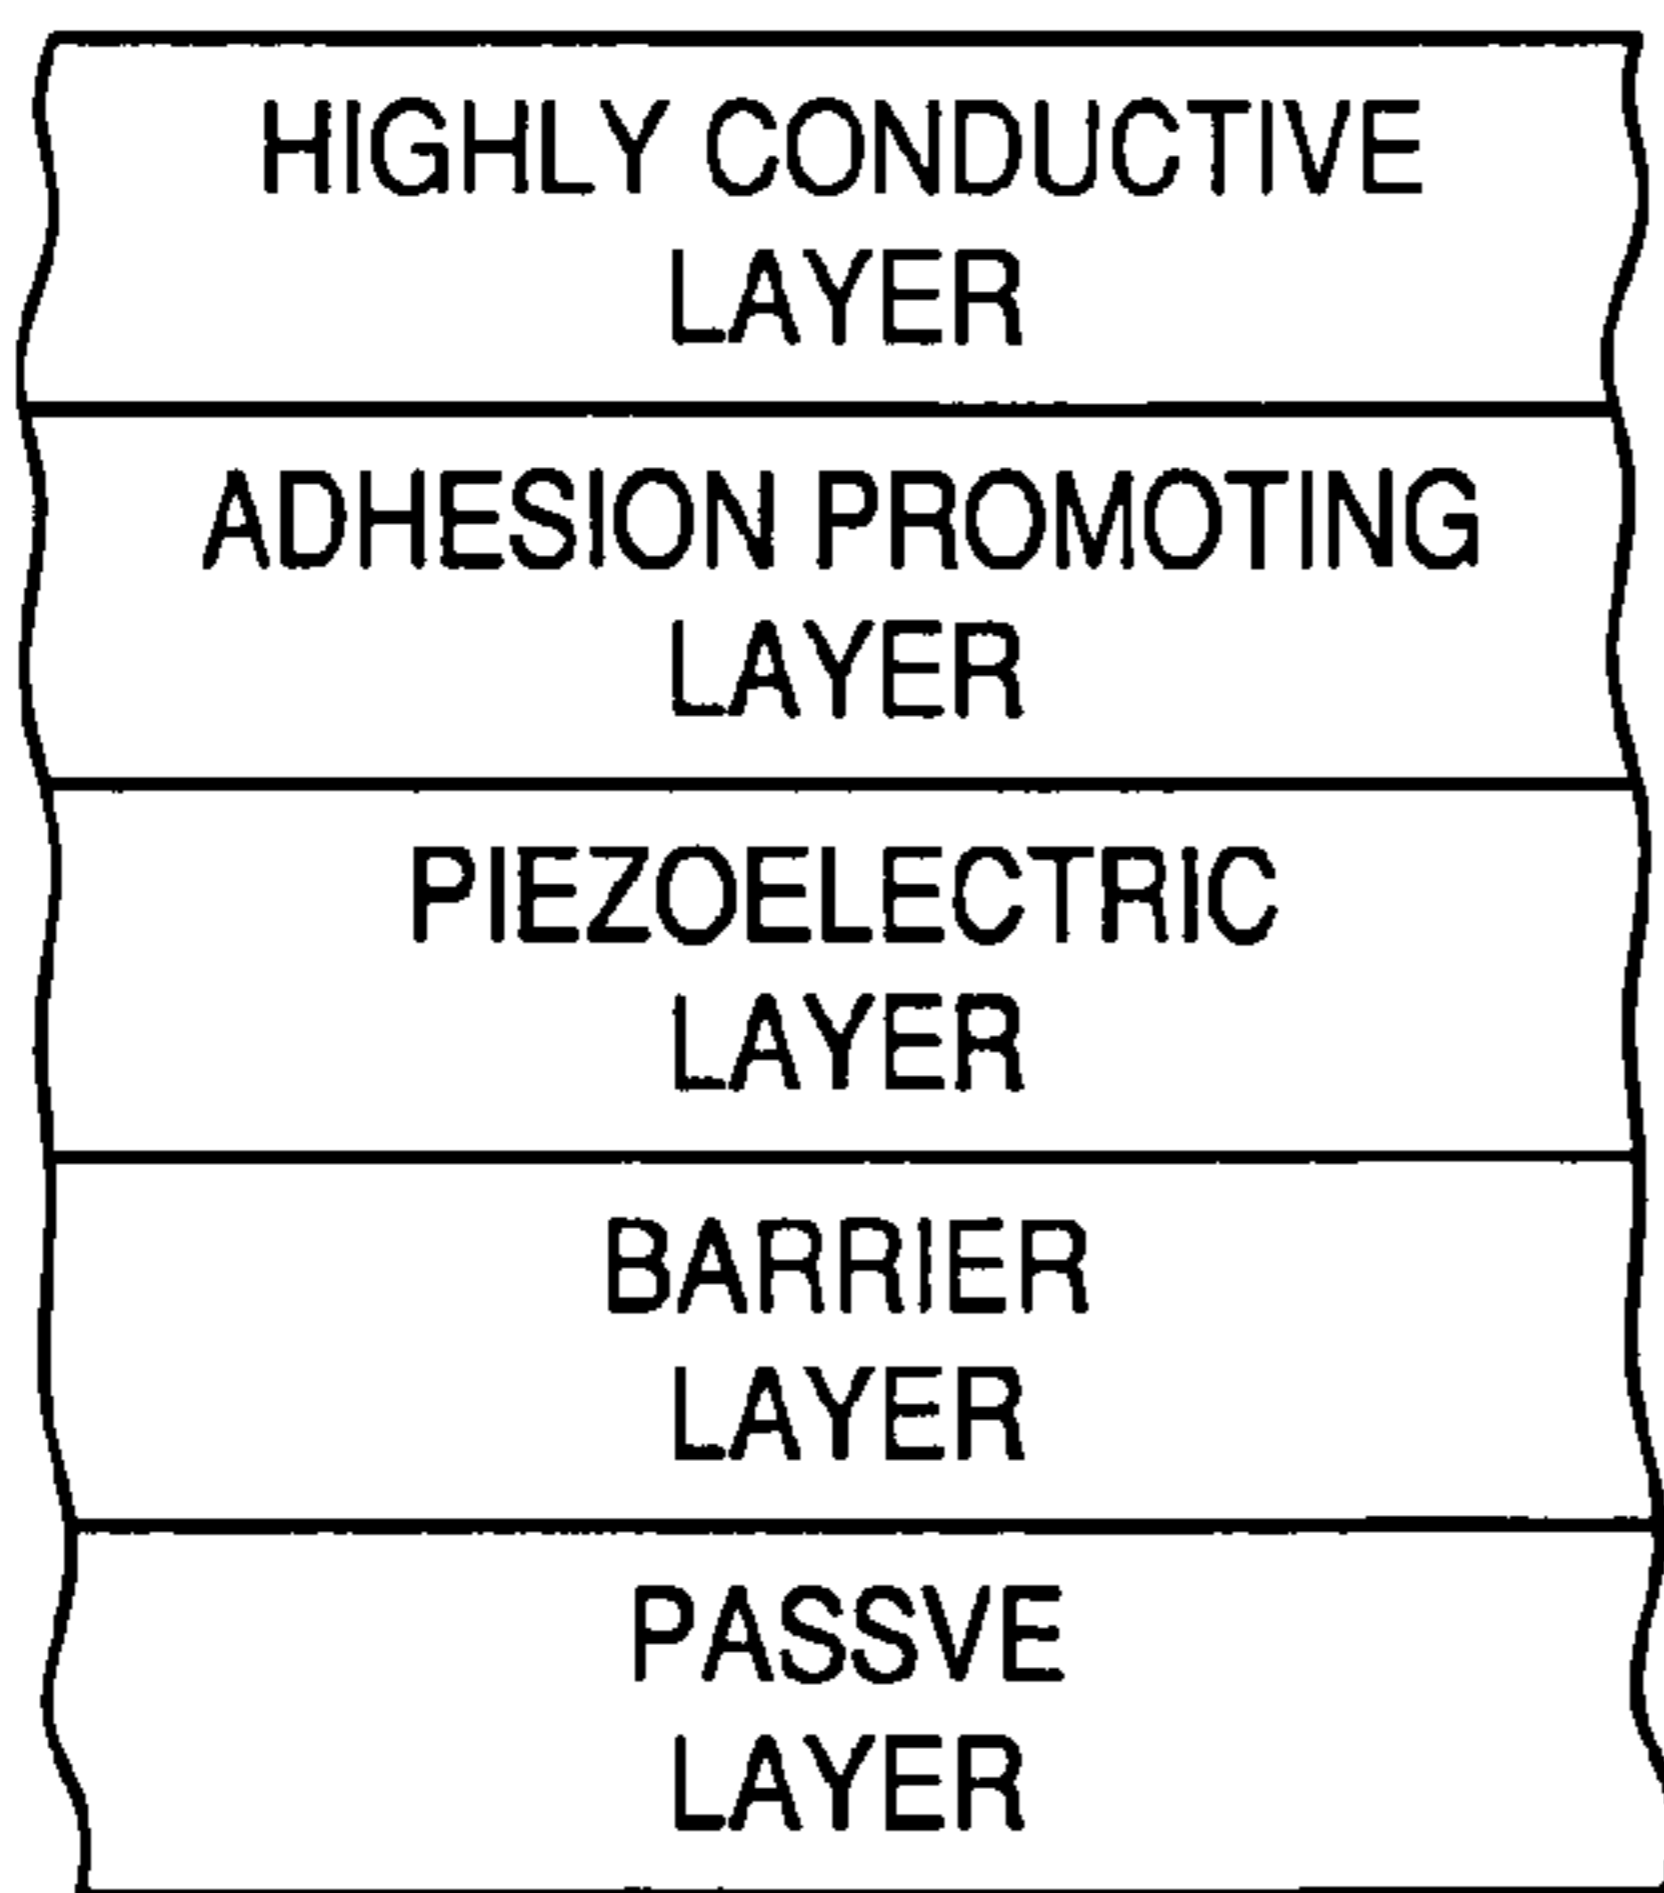 HIGHLY CONDUCTIVE
LAYER
ADHESION PROMOTING
LAYER
PIEZOELECTRIC
LAYER
BARRIER
LAYER
PASSVE
LAYER